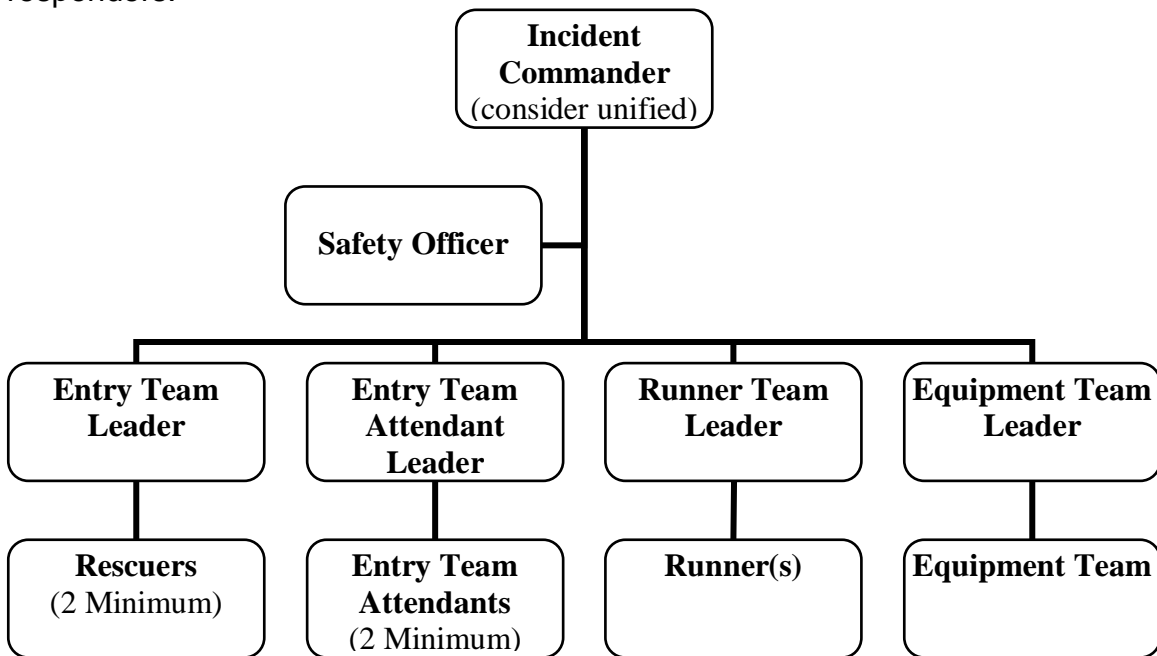 responders.
Incident
Commander
(consider unified)
Safety Officer
Entry Team
Leader
Entry Team
Attendant
Leader
Runner Team
Leader
Equipment Team
Leader
Rescuers
(2 Minimum)
Entry Team
Attendants
(2 Minimum)
Runner(s)
Equipment Team